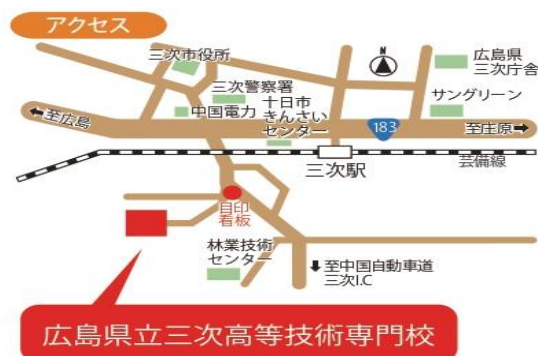 アクセス
三次市役所
N
広島県
三次庁舎
三次警察署
サングリーン
中国電力
十日市
きんさい
センター
至広島
183
至庄原
芸備線
三次駅
目印
看板
林業技術
センター
至中国自動車道
三次I.C
広島県立三次高等技術専門校